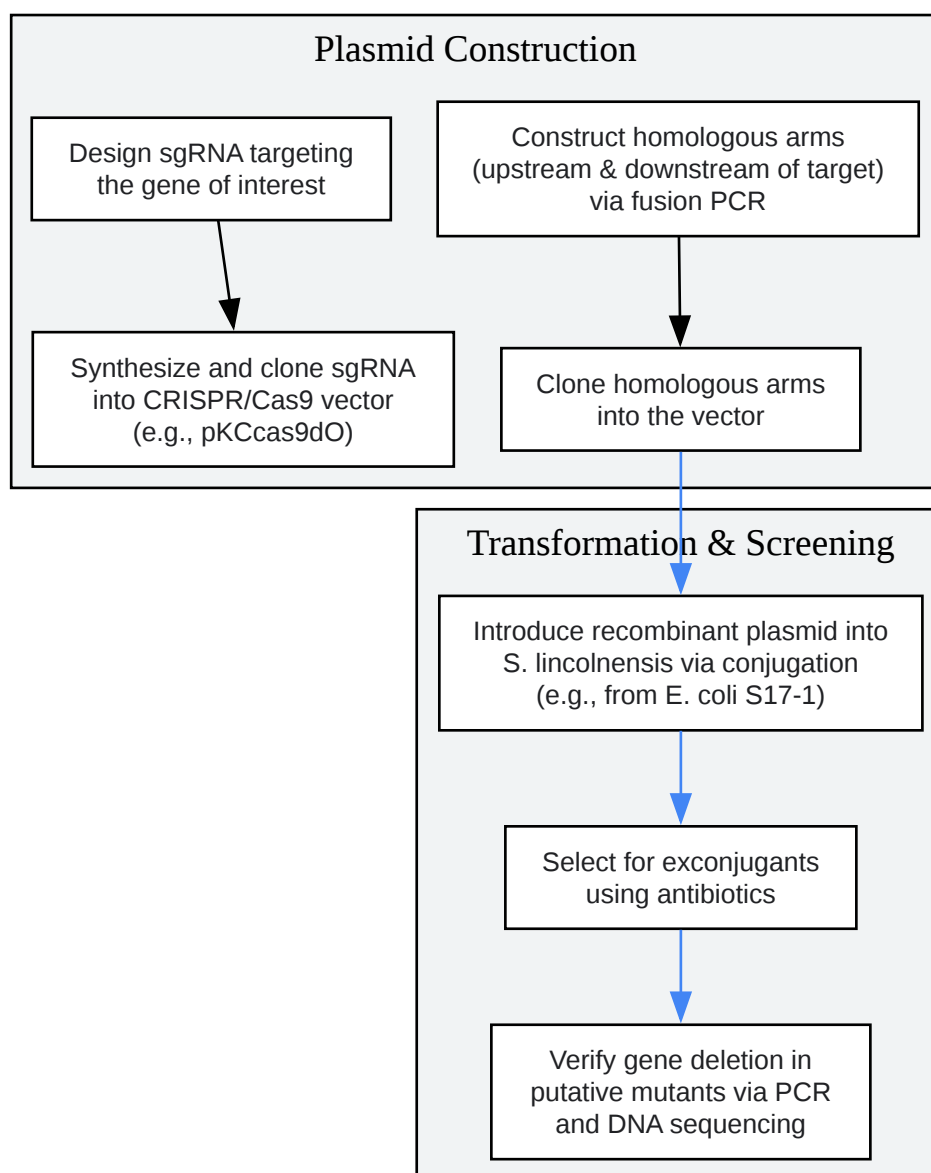 Plasmid Construction
Design sgRNA targeting
the gene of interest
Construct homologous arms
(upstream & downstream of target)
via fusion PCR
Synthesize and clone sgRNA
into CRISPR/Cas9 vector
(e.g., pKCcas9dO)
Clone homologous arms
into the vector
Transformation & Screening
Introduce recombinant plasmid into
S. lincolnensis via conjugation
(e.g., from E. coli S17-1)
Select for exconjugants
using antibiotics
Verify gene deletion in
putative mutants via PCR
and DNA sequencing